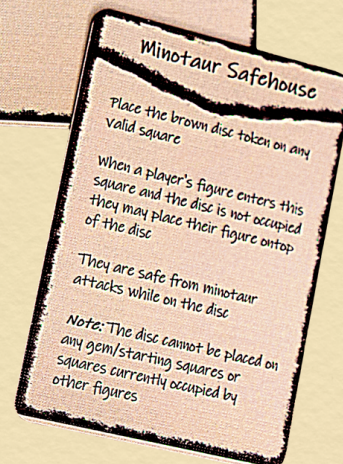 Minotaur Safehouse
Place the brown disc token on any
valid square
When a player's figure enters this
square and the disc is not occupied
they may place their figure ontop
of the disc
They are safe from minotaur
attacks while on the disc
Note: The disc cannot be placed on
any gem/starting squares or
squares currently occupied by
other figures